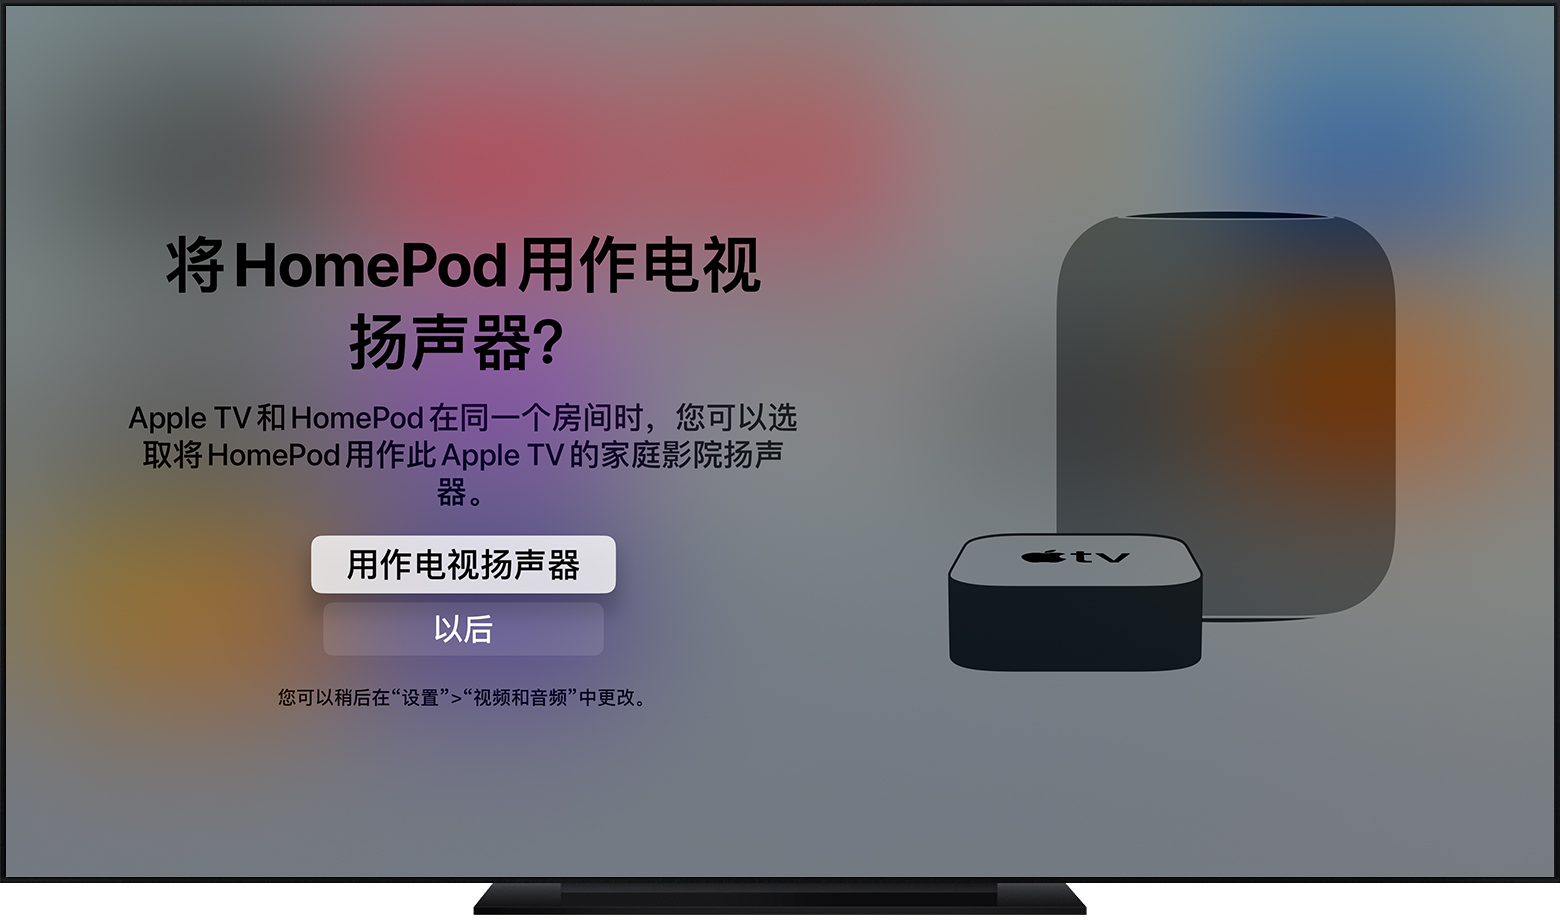 将HomePod用作电视
扬声器？
Apple TV和HomePod在同一个房间时，您可以选
取将HomePod用作此Apple TV的家庭影院扬声
器。
用作电视扬声器
以后
您可以稍后在“设置”>“视频和音频”中更改。
tv